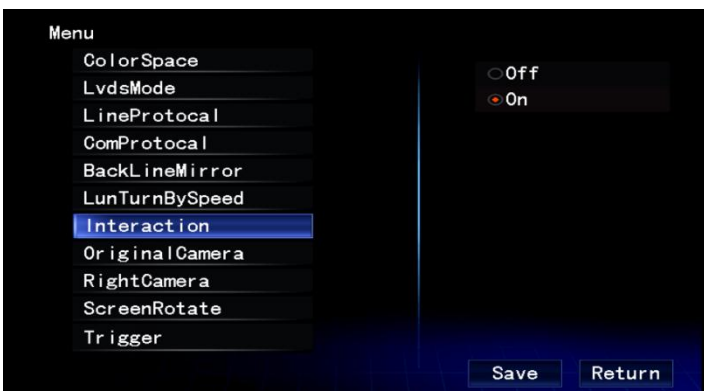 Menu
ColorSpace
LvdsMode
LineProtocal
ComProtocal
BackLineMirror
LunTurnBySpeed
Interaction
OriginalCamera
RightCamera
ScreenRotate
Trigger
Off
On
Save Return